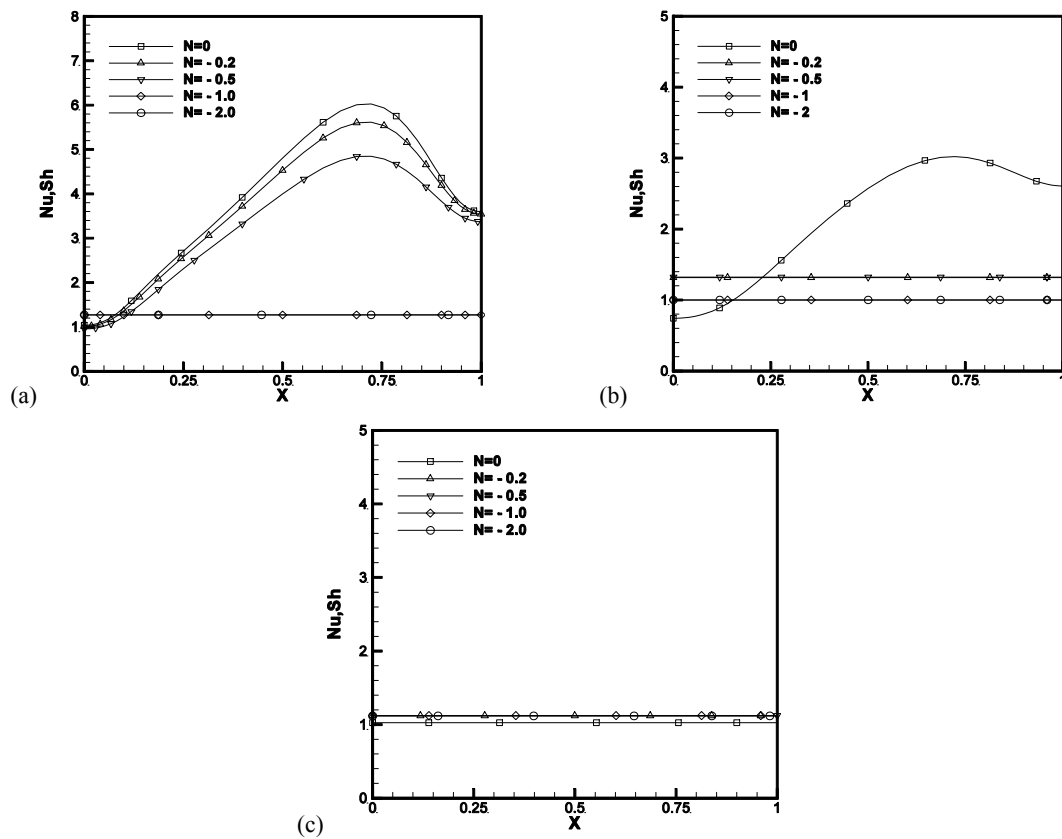 8
7
6
5
4
3
2
1
0
Nu,Sh
N=0
N= - 0.2
N= - 0.5
N= - 1.0
N= - 2.0
0. 0.25 0.5 0.75 1
X
(a)
5
4
3
2
1
0
Nu,Sh
N=0
N= - 0.2
N= - 0.5
N= - 1
N= - 2
0. 0.25 0.5 0.75 1
X
(b)
5
4
3
2
1
0
Nu,Sh
N=0
N= - 0.2
N= - 0.5
N= - 1.0
N= - 2.0
0. 0.25 0.5 0.75 1
X
(c)